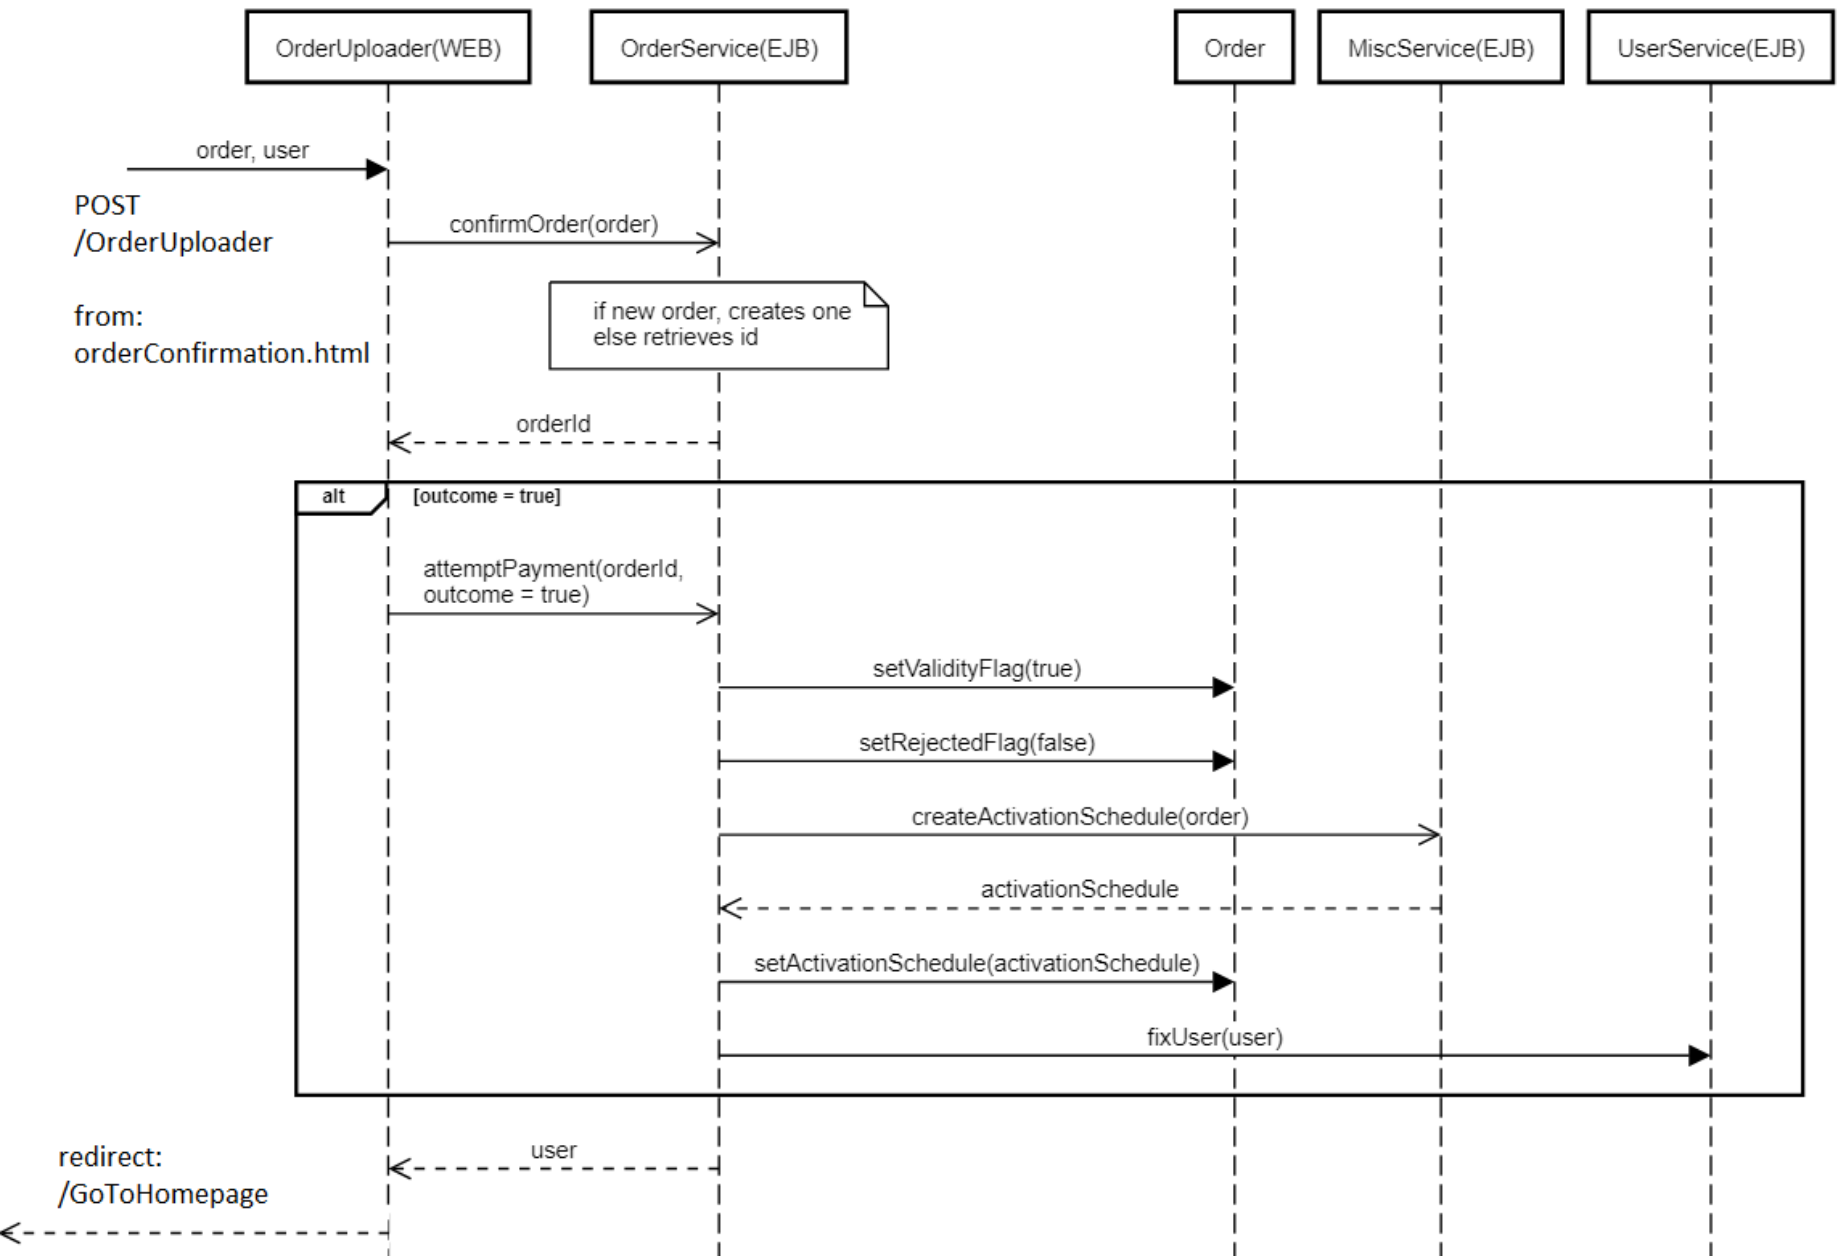 OrderUploader(WEB)
OrderService(EJB)
Order
MiscService(EJB)
UserService(EJB)
order, user
POST
/OrderUploader
confirmOrder(order)
from:
orderConfirmation.html
if new order, creates one
else retrieves id
orderId
alt
[outcome = true]
attemptPayment(orderId,
outcome = true)
setValidityFlag(true)
setRejectedFlag(false)
createActivationSchedule(order)
activationSchedule
setActivationSchedule(activationSchedule)
fixUser(user)
user
redirect:
/GoToHomepage